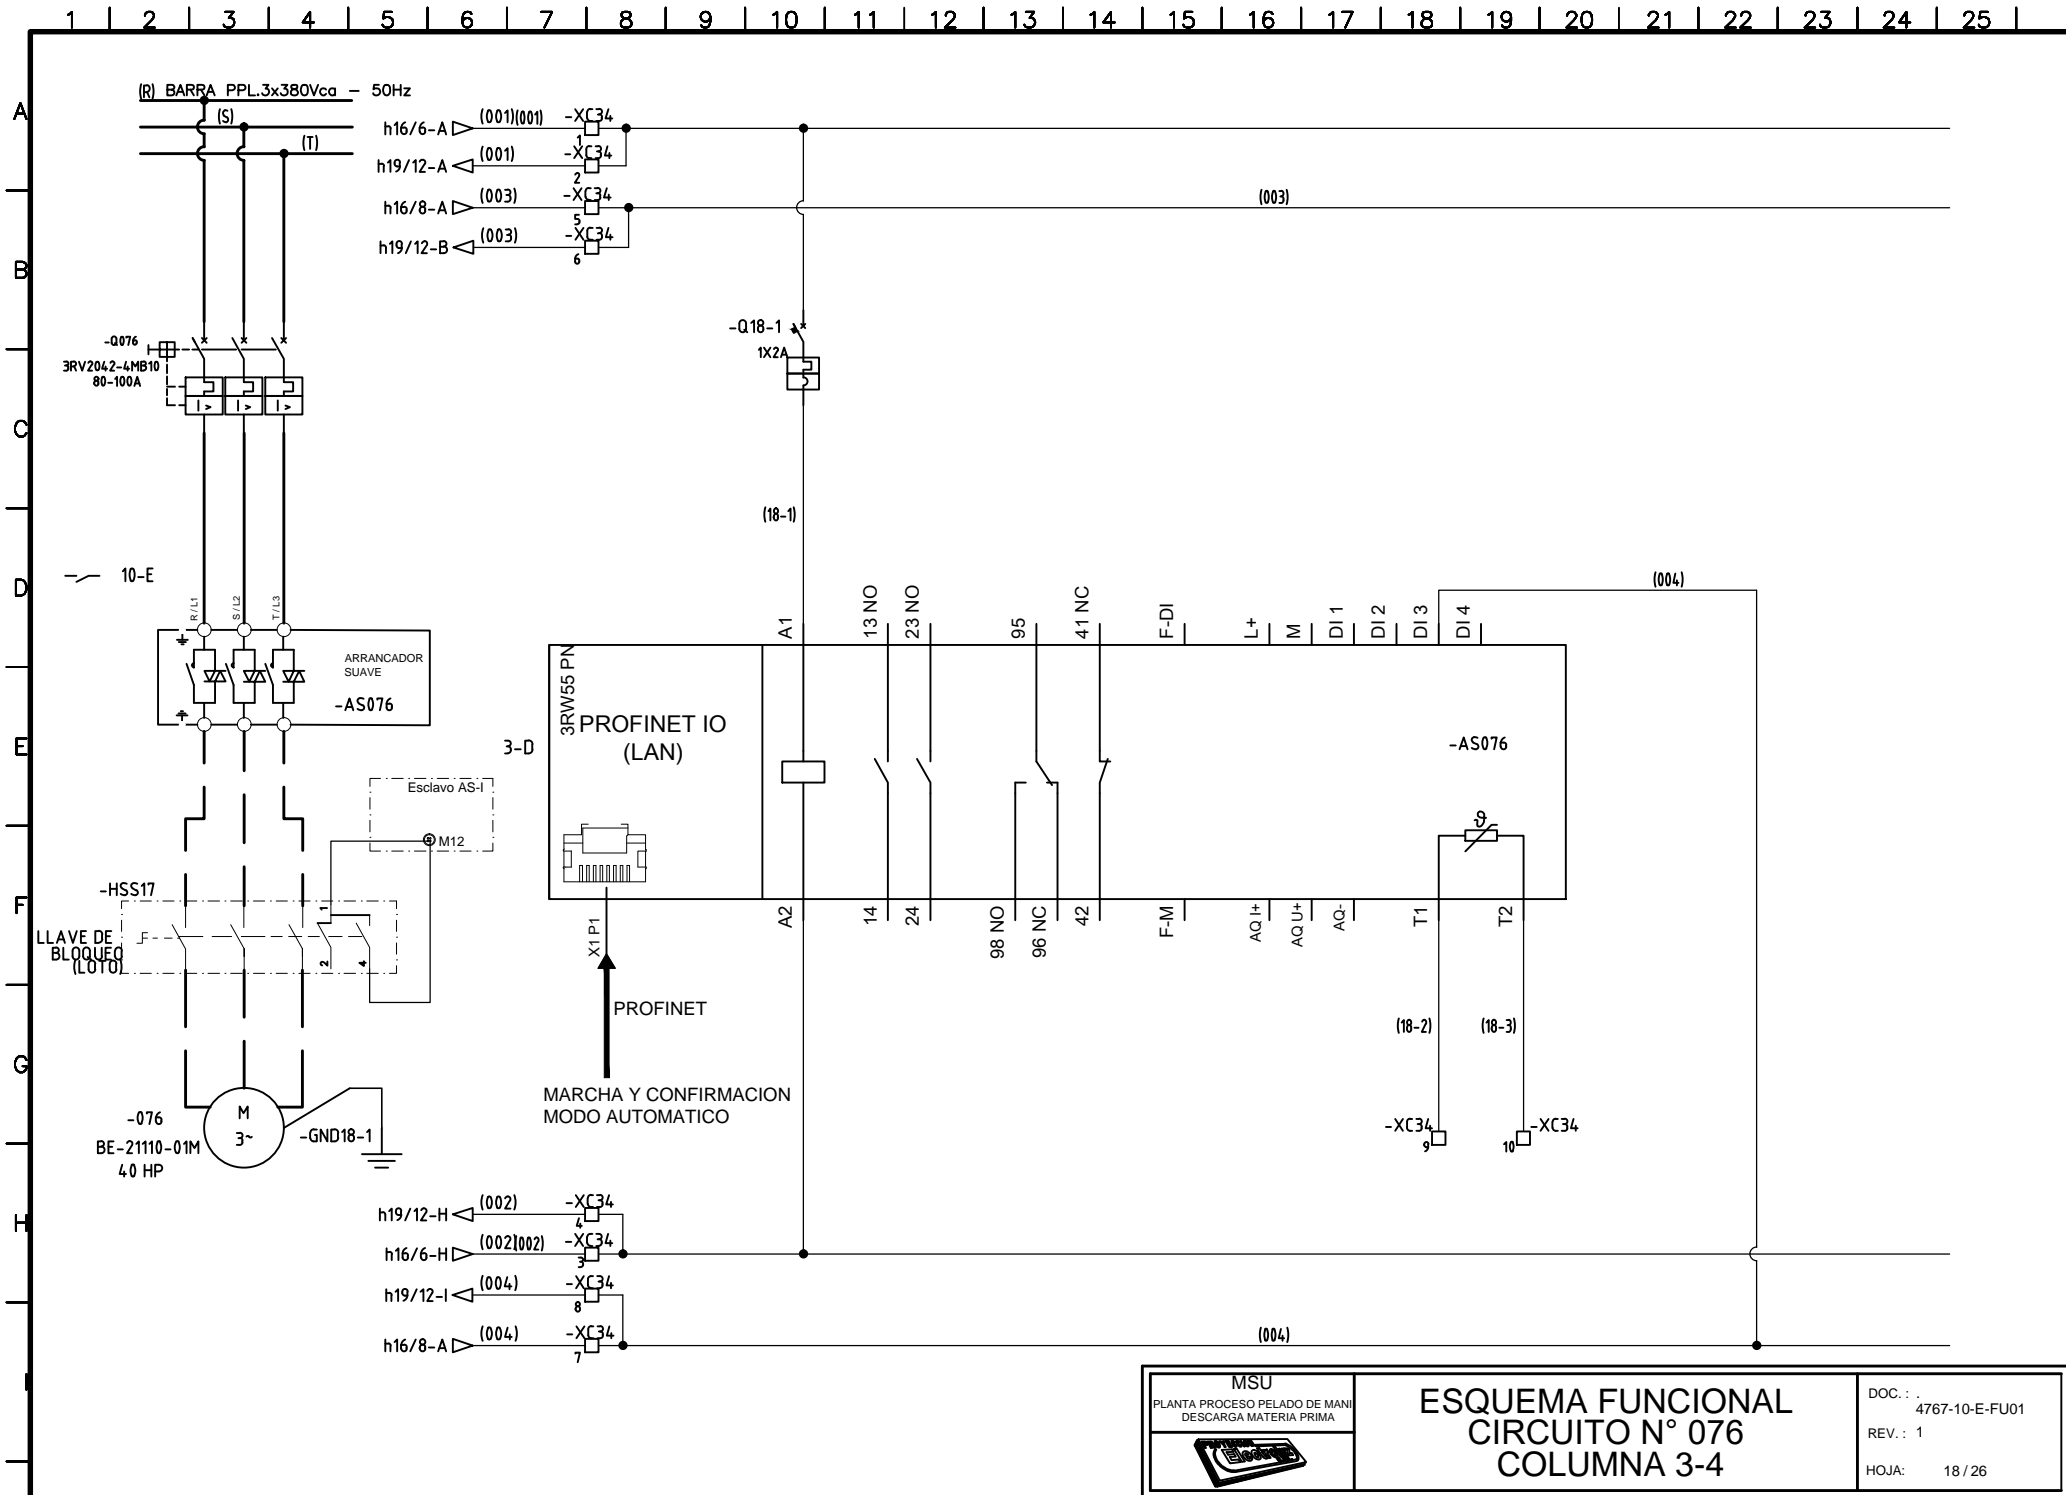 1 2 3 4 5 6 7 8 9 10 11 12 13 14 15 16 17 18 19 20 21 22 23 24 25
A
B
C
D
E
F
G
H
I
(R) BARRA PPL.3x380Vca - 50Hz
(S)
(T)
h16/6-A (001)(001) -XC34
1
h19/12-A (001) -XC34
2
h16/8-A (003) -XC34
5
(003)
h19/12-B (003) -XC34
6
-Q076
3RV2042-4MB10
80-100A
I > I > I >
-Q18-1
1X2A
(18-1)
10-E
R / L1
S / L2
T / L3
ARRANCADOR
SUAVE
-AS076
3-D
3RW55 PN
PROFINET IO
(LAN)
A1
13 NO
23 NO
95
41 NC
F-DI
L+
M
DI 1
DI 2
DI 3
DI 4
(004)
-AS076
ϑ
A2
14
24
98 NO
96 NC
42
F-M
AQ I+
AQ U+
AQ-
T1
T2
X1 P1
PROFINET
MARCHA Y CONFIRMACION
MODO AUTOMATICO
Esclavo AS-I
M12
-HSS17
LLAVE DE
BLOQUEO
(LOTO)
1
2
4
M
3~
-076
BE-21110-01M
40 HP
-GND18-1
(18-2)
(18-3)
-XC34
9
-XC34
10
h19/12-H (002) -XC34
4
h16/6-H (002)(002) -XC34
3
h19/12-I (004) -XC34
8
h16/8-A (004) -XC34
7
(004)
MSU
PLANTA PROCESO PELADO DE MANI
DESCARGA MATERIA PRIMA
ESQUEMA FUNCIONAL
CIRCUITO N° 076
COLUMNA 3-4
DOC. : .
4767-10-E-FU01
REV. : 1
HOJA: 18 / 26